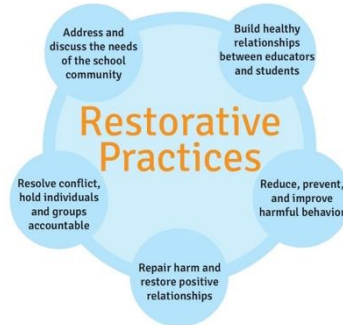 Address and
discuss the needs
of the school
community
Build healthy
relationships
between educators
and students
Restorative
Practices
Resolve conflict,
hold individuals
and groups
accountable
Reduce, prevent,
and improve
harmful behavior
Repair harm and
restore positive
relationships